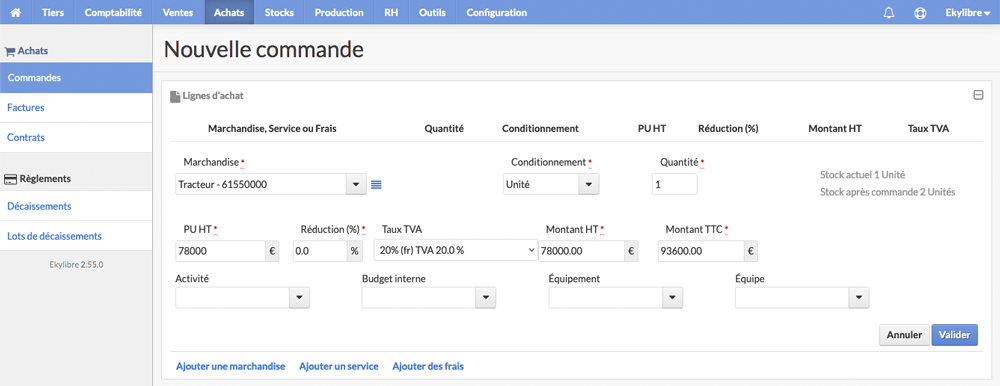 Tiers Comptabilité Ventes Achats Stocks Production RH Outils Configuration Ekylibre
Achats
Commandes
Factures
Contrats
Règlements
Décaissements
Lots de décaissements
Ekylibre 2.55.0
Nouvelle commande
Lignes d'achat
Marchandise, Service ou Frais Quantité Conditionnement PU HT Réduction (%) Montant HT Taux TVA
Marchandise * Conditionnement * Quantité *
Tracteur - 61550000 Unité 1
Stock actuel 1 Unité
Stock après commande 2 Unités
PU HT * Réduction (%) * Taux TVA Montant HT * Montant TTC *
78000 € 0.0 % 20% (fr) TVA 20.0 % 78000.00 € 93600.00 €
Activité Budget interne Équipement Équipe
Annuler Valider
Ajouter une marchandise Ajouter un service Ajouter des frais